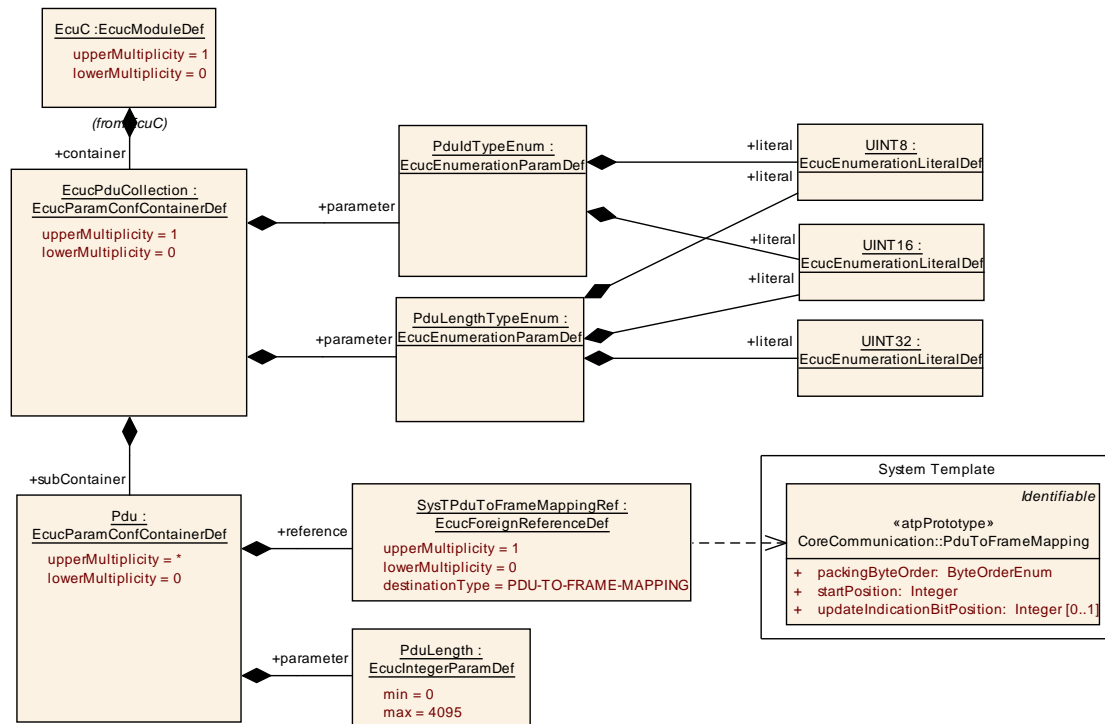 EcuC :EcucModuleDef
upperMultiplicity = 1
lowerMultiplicity = 0
(from EcuC)
+container
EcucPduCollection :
EcucParamConfContainerDef
upperMultiplicity = 1
lowerMultiplicity = 0
+parameter
PduIdTypeEnum :
EcucEnumerationParamDef
+literal
+literal
UINT8 :
EcucEnumerationLiteralDef
+literal
+literal
UINT16 :
EcucEnumerationLiteralDef
+parameter
PduLengthTypeEnum :
EcucEnumerationParamDef
+literal
UINT32 :
EcucEnumerationLiteralDef
+subContainer
Pdu :
EcucParamConfContainerDef
upperMultiplicity = *
lowerMultiplicity = 0
+reference
SysTPduToFrameMappingRef :
EcucForeignReferenceDef
upperMultiplicity = 1
lowerMultiplicity = 0
destinationType = PDU-TO-FRAME-MAPPING
System Template
Identifiable
«atpPrototype»
CoreCommunication::PduToFrameMapping
+ packingByteOrder: ByteOrderEnum
+ startPosition: Integer
+ updateIndicationBitPosition: Integer [0..1]
+parameter
PduLength :
EcucIntegerParamDef
min = 0
max = 4095